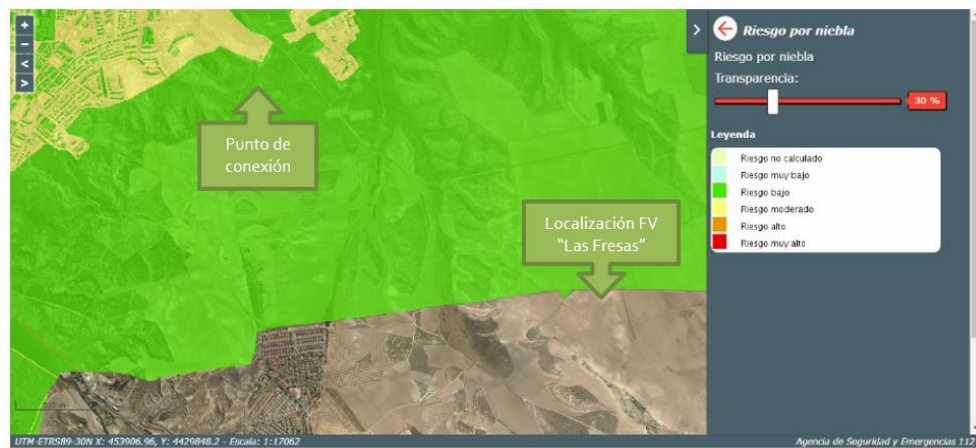 +
−
<
>
>
Punto de
conexión
Localización FV
"Las Fresas"
Riesgo por niebla
Riesgo por niebla
Transparencia:
30 %
Leyenda
Riesgo no calculado
Riesgo muy bajo
Riesgo bajo
Riesgo moderado
Riesgo alto
Riesgo muy alto
UTM-ETRS89-30N X: 453906.96, Y: 4429848.2 - Escala: 1:17062
Agencia de Seguridad y Emergencias 112